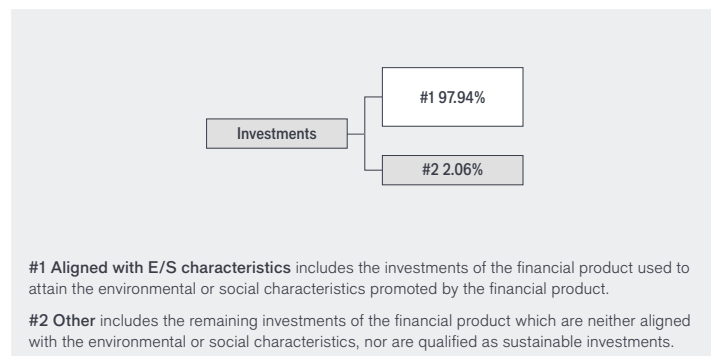 #1 97.94%
Investments
#2 2.06%
#1 Aligned with E/S characteristics includes the investments of the financial product used to
attain the environmental or social characteristics promoted by the financial product.
#2 Other includes the remaining investments of the financial product which are neither aligned
with the environmental or social characteristics, nor are qualified as sustainable investments.